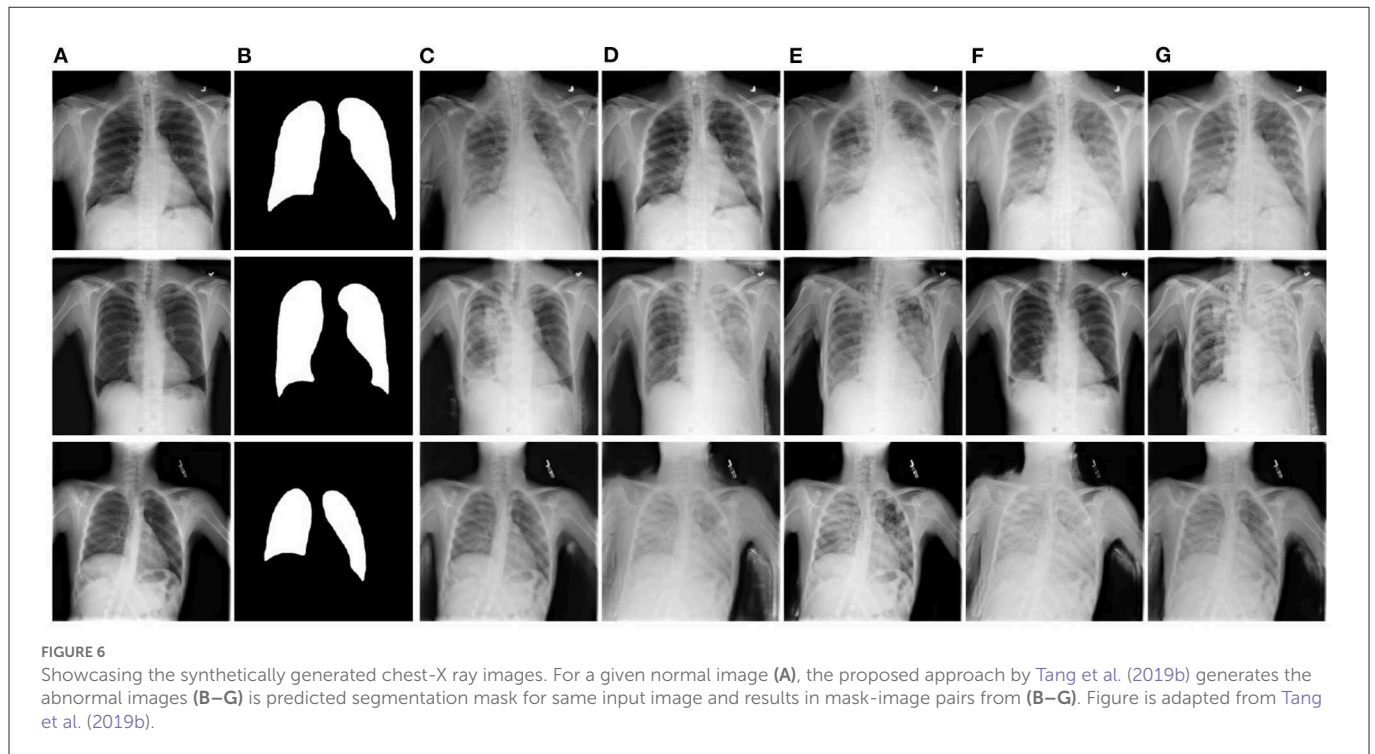 A B C D E F G
FIGURE 6
Showcasing the synthetically generated chest-X ray images. For a given normal image (A), the proposed approach by Tang et al. (2019b) generates the
abnormal images (B–G) is predicted segmentation mask for same input image and results in mask-image pairs from (B–G). Figure is adapted from Tang
et al. (2019b).